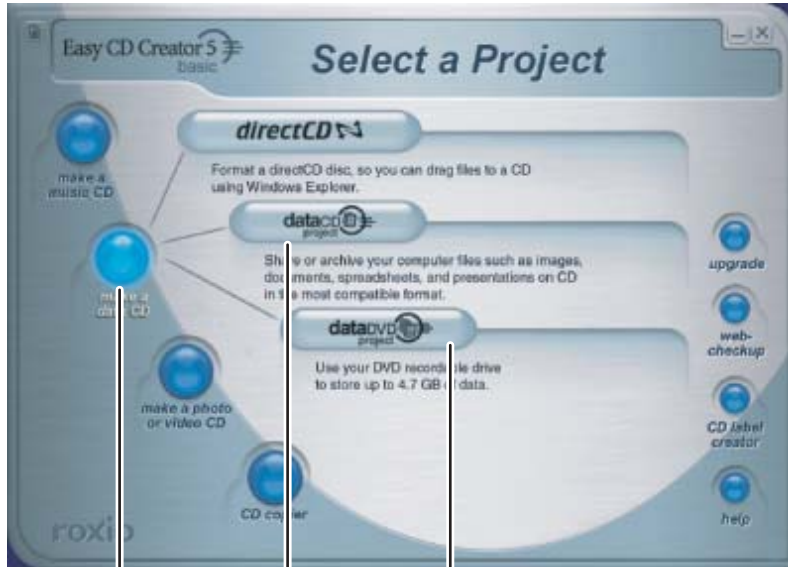 Easy CD Creator 5
basic
Select a Project
directCD
Format a directCD disc, so you can drag files to a CD
using Windows Explorer.
make a
music CD
dataCD
project
Share or archive your computer files such as images,
documents, spreadsheets, and presentations on CD
in the most compatible format.
make a
data CD
dataDVD
project
Use your DVD recordable drive
to store up to 4.7 GB of data.
make a photo
or video CD
CD copier
upgrade
web-
checkup
CD label
creator
help
roxio